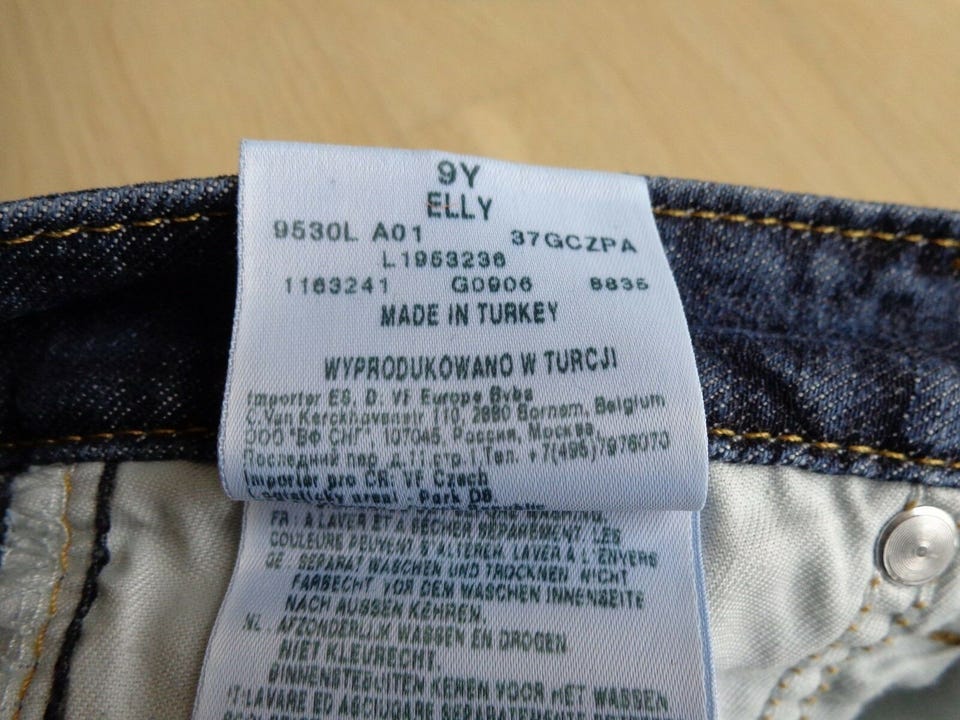 9Y
ELLY
9530L A01 37GCZPA
L1953236
1163241 G0906 8835
MADE IN TURKEY
WYPRODUKOWANO W TURCJI
Importer ES. D. VF Europe Bvba
C. Van Kerckhovenstr 110, 2880 Bornem, Belgium
ООО "ВФ СНГ", 107045, Россия, Москва,
Последний пер. д.11 стр 1 Тел. +7(495)7976070
Importer pro CR: VF Czech
Park D8
FR : A LAVER ET A SECHER SEPAREMENT. LES
COULEURS PEUVENT S'ALTERER. LAVER A L'ENVERS
GE : SEPARAT WASCHEN UND TROCKNEN. NICHT
FARBECHT. VOR DEM WASCHEN INNENSEITE
NACH AUSSEN KEHREN.
NL : AFZONDERLIJK WASSEN EN DROGEN
NIET KLEURECHT.
BINNENSTEBUITEN KEREN VOOR HET WASSEN
IT: LAVARE ED ASCIUGARE SEPARATAMENTE